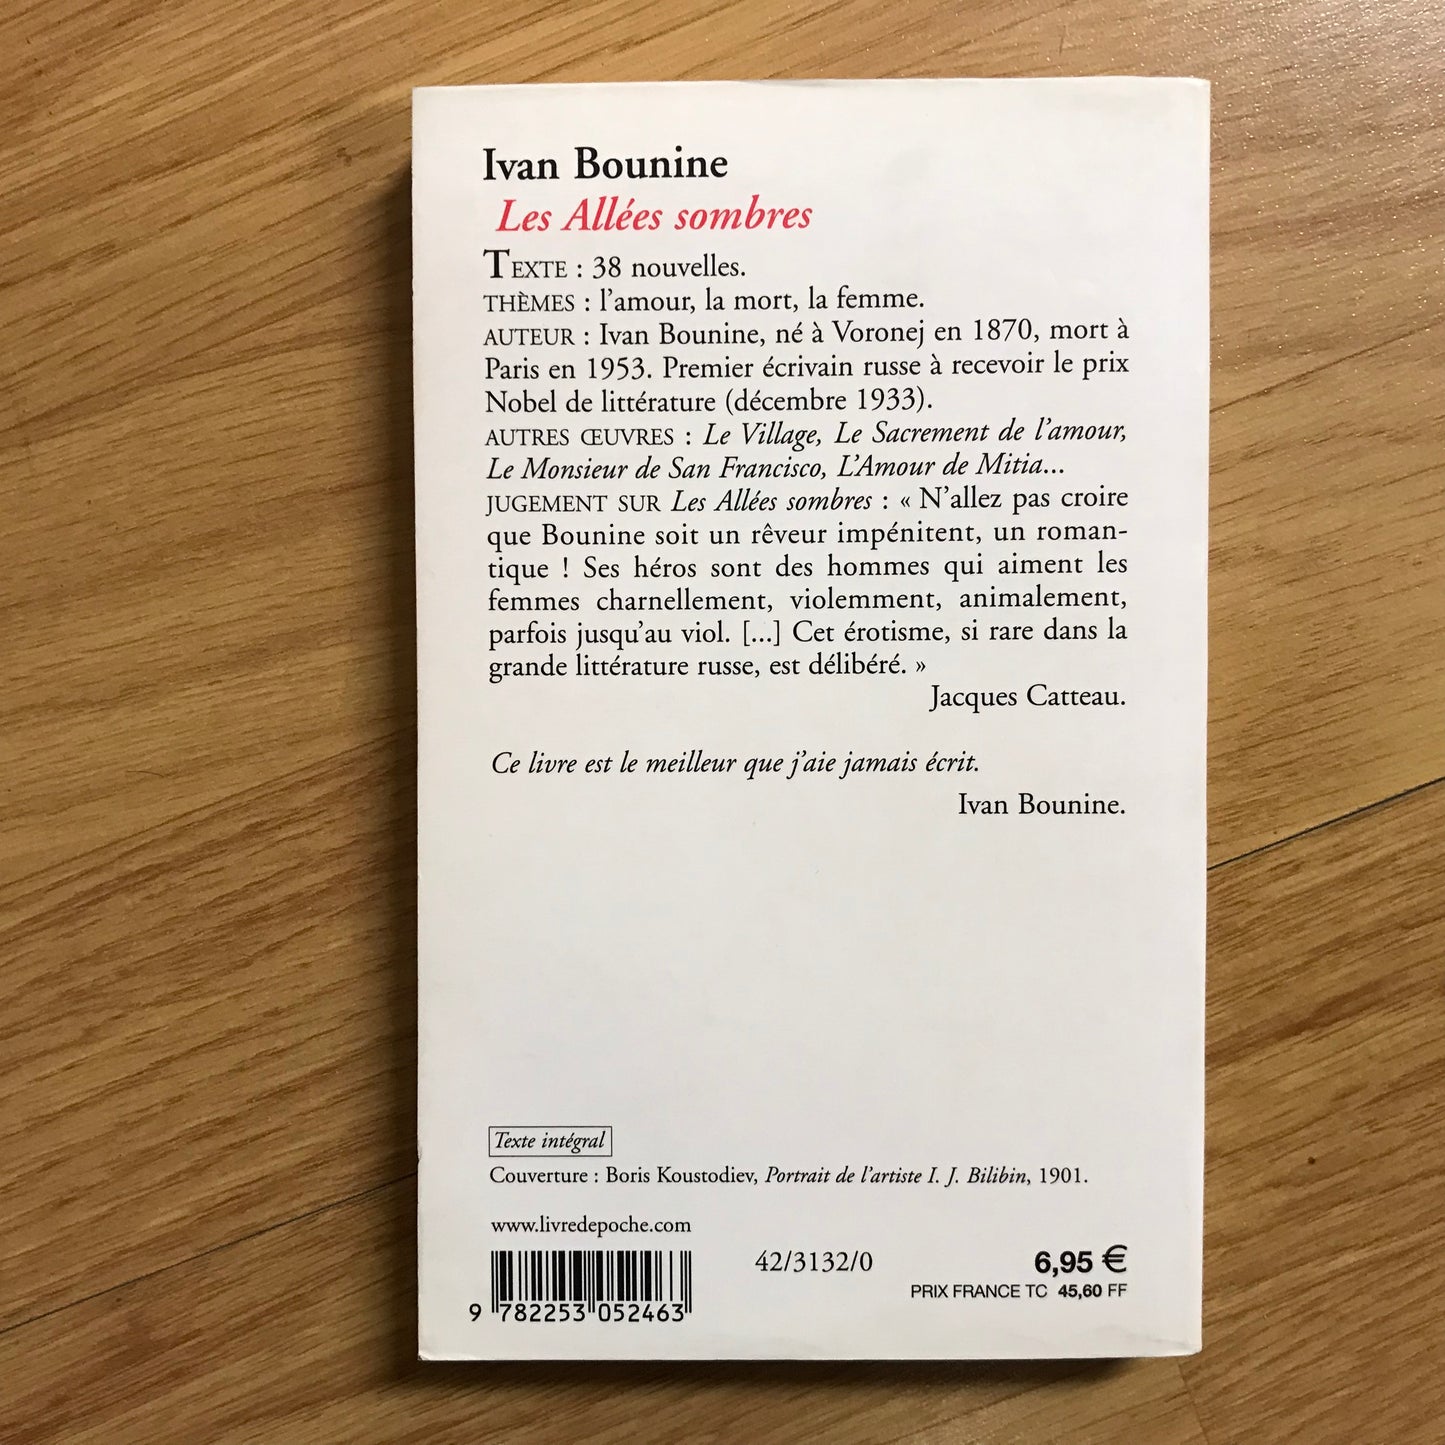 Ivan Bounine
Les Allées sombres
TEXTE : 38 nouvelles.
THÈMES : l'amour, la mort, la femme.
AUTEUR : Ivan Bounine, né à Voronej en 1870, mort à
Paris en 1953. Premier écrivain russe à recevoir le prix
Nobel de littérature (décembre 1933).
AUTRES ŒUVRES : Le Village, Le Sacrement de l'amour,
Le Monsieur de San Francisco, L'Amour de Mitia...
JUGEMENT SUR Les Allées sombres : « N'allez pas croire
que Bounine soit un rêveur impénitent, un roman-
tique ! Ses héros sont des hommes qui aiment les
femmes charnellement, violemment, animalement,
parfois jusqu'au viol. [...] Cet érotisme, si rare dans la
grande littérature russe, est délibéré. »
Jacques Catteau.
Ce livre est le meilleur que j'aie jamais écrit.
Ivan Bounine.
Texte intégral
Couverture : Boris Koustodiev, Portrait de l'artiste I. J. Bilibin, 1901.
www.livredepoche.com
42/3132/0
6,95 €
PRIX FRANCE TC 45,60 FF
9 782253 052463